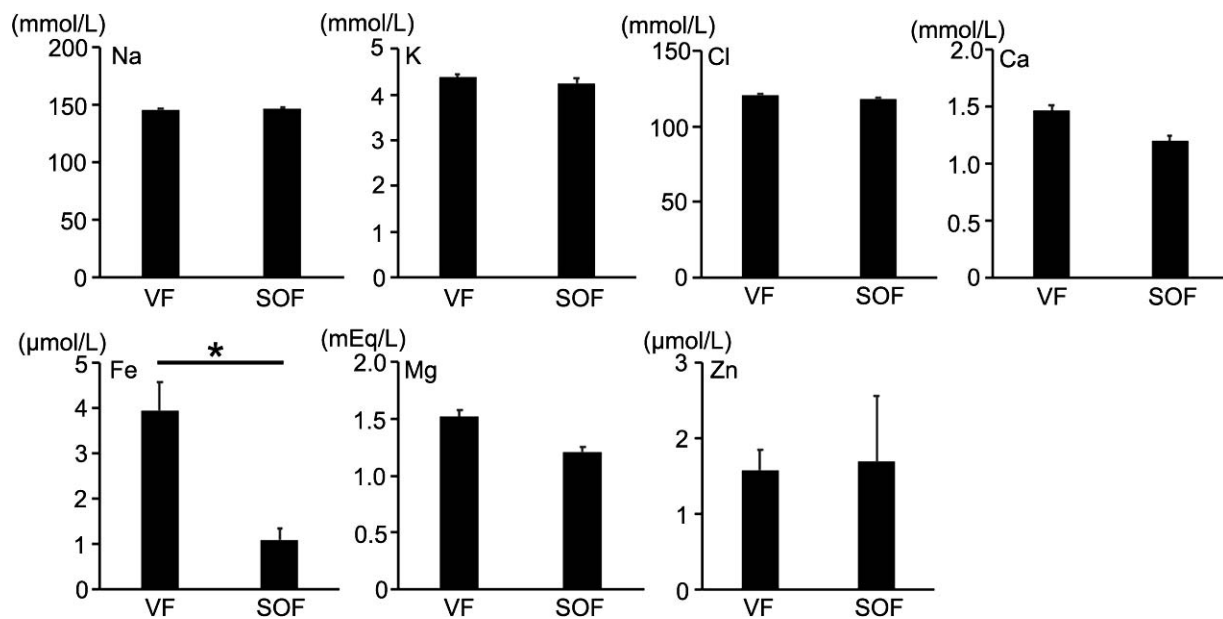 (mmol/L)
200
150
100
50
0
Na
VF SOF
(mmol/L)
5
4
3
2
1
0
K
VF SOF
(mmol/L)
150
100
50
0
Cl
VF SOF
(mmol/L)
2.0
1.5
1.0
0.5
0
Ca
VF SOF
(µmol/L)
5
4
3
2
1
0
Fe
*
VF SOF
(mEq/L)
2.0
1.5
1.0
0.5
0
Mg
VF SOF
(µmol/L)
3
2
1
0
Zn
VF SOF